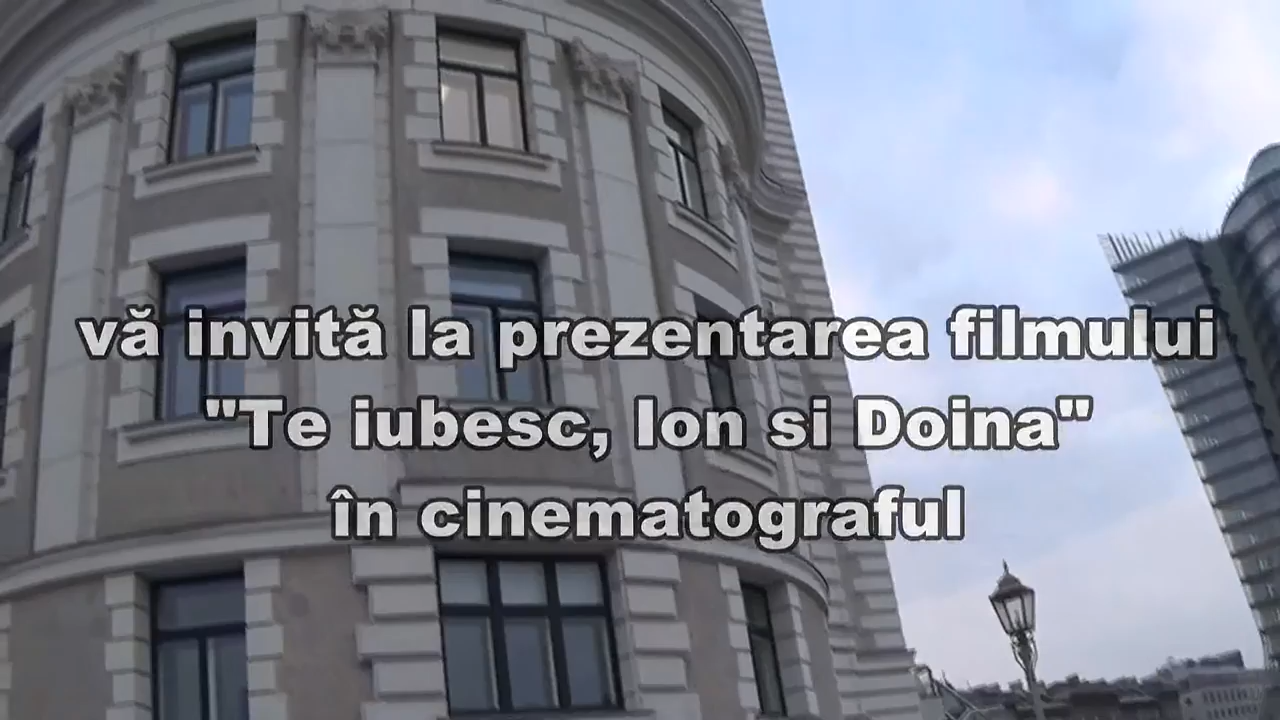 vă invită la prezentarea filmului
"Te iubesc, Ion si Doina"
în cinematograful